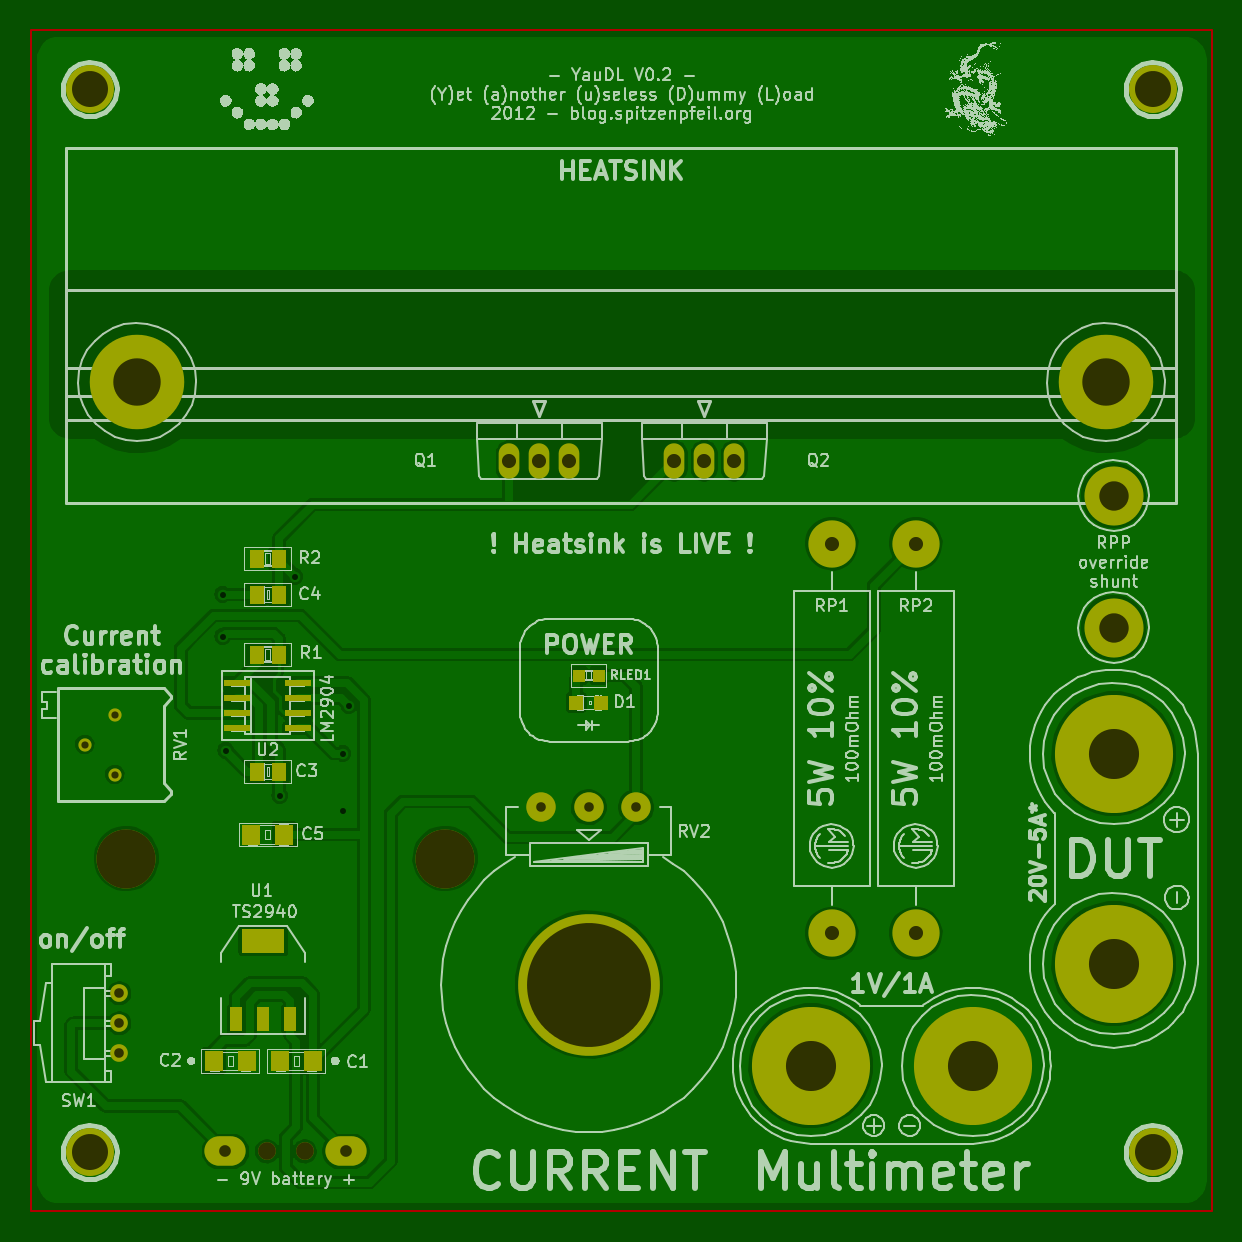 - YauDL V0.2 -
(Y)et (a)nother (u)seless (D)ummy (L)oad
2012 - blog.spitzenpfeil.org
HEATSINK
Q1
Q2
! Heatsink is LIVE !
RPP
override
shunt
R2
C4
R1
LM2904
U2
C3
C5
Current
calibration
RV1
POWER
RLED1
D1
RP1
5W 10%
100mOhm
RP2
5W 10%
100mOhm
RV2
20V-5A*
DUT
+
-
U1
TS2940
on/off
SW1
C2
C1
- 9V battery +
1V/1A
+ -
CURRENT
Multimeter